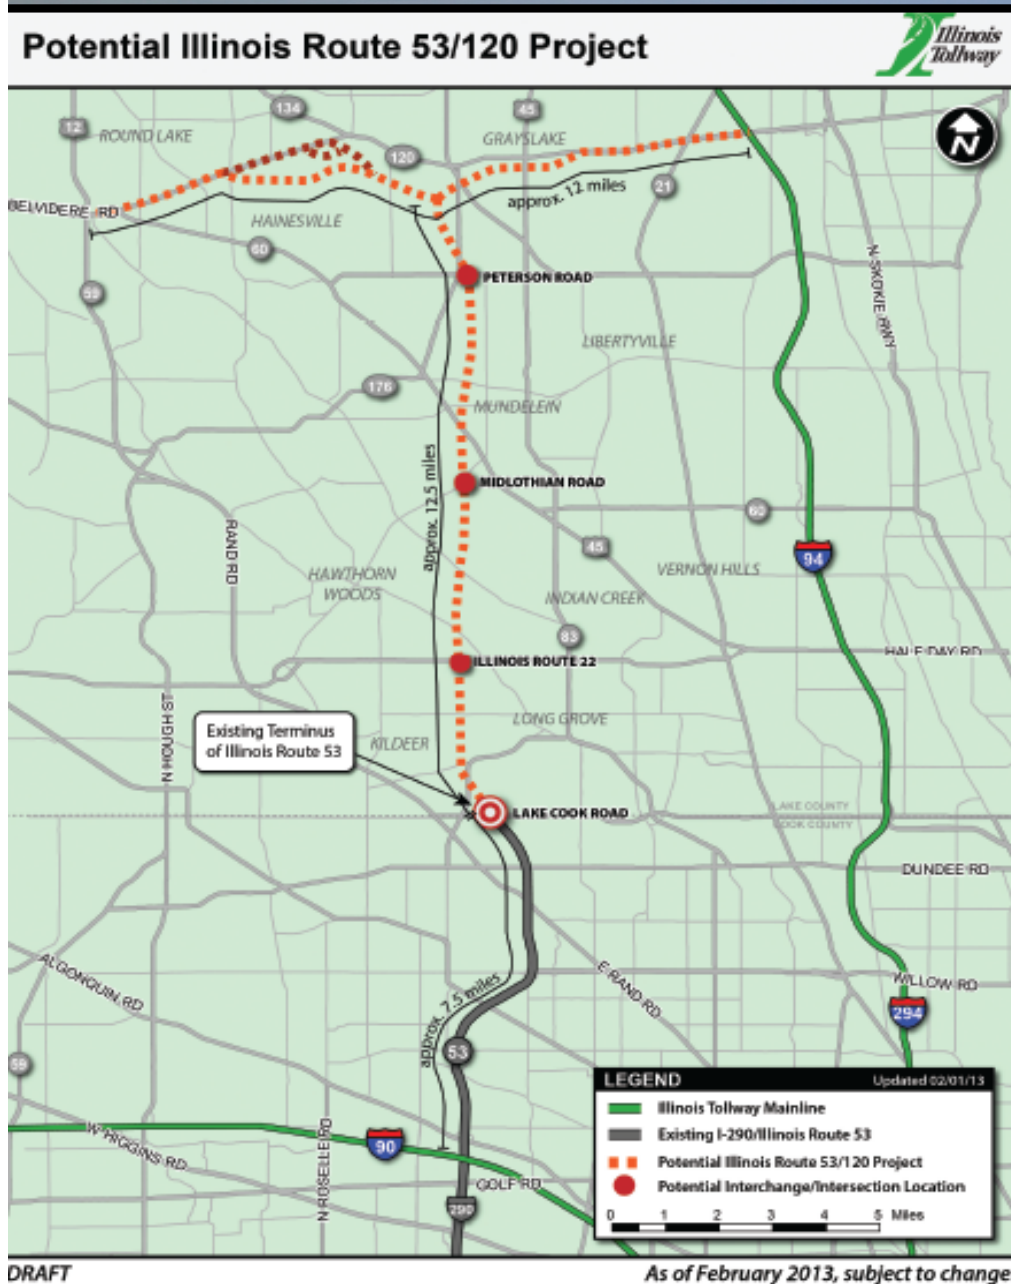 Potential Illinois Route 53/120 Project
Illinois
Tollway
134
45
12
ROUND LAKE
GRAYSLAKE
120
21
approx. 12 miles
BELVIDERE RD
HAINESVILLE
60
N SKOKIE HWY
PETERSON ROAD
59
LIBERTYVILLE
176
MUNDELEIN
approx. 12.5 miles
MIDLOTHIAN ROAD
60
RAND RD
45
94
HAWTHORN
WOODS
VERNON HILLS
INDIAN CREEK
83
HALF DAY RD
ILLINOIS ROUTE 22
N HOUGH ST
LONG GROVE
Existing Terminus
of Illinois Route 53
KILDEER
LAKE COUNTY
COOK COUNTY
LAKE COOK ROAD
DUNDEE RD
ALGONQUIN RD
E RAND RD
WILLOW RD
approx. 7.5 miles
294
53
59
LEGEND
Updated 02/01/13
Illinois Tollway Mainline
Existing I-290/Illinois Route 53
Potential Illinois Route 53/120 Project
Potential Interchange/Intersection Location
0 1 2 3 4 5 Miles
W HIGGINS RD
N ROSELLE RD
90
GOLF RD
290
N
DRAFT
As of February 2013, subject to change